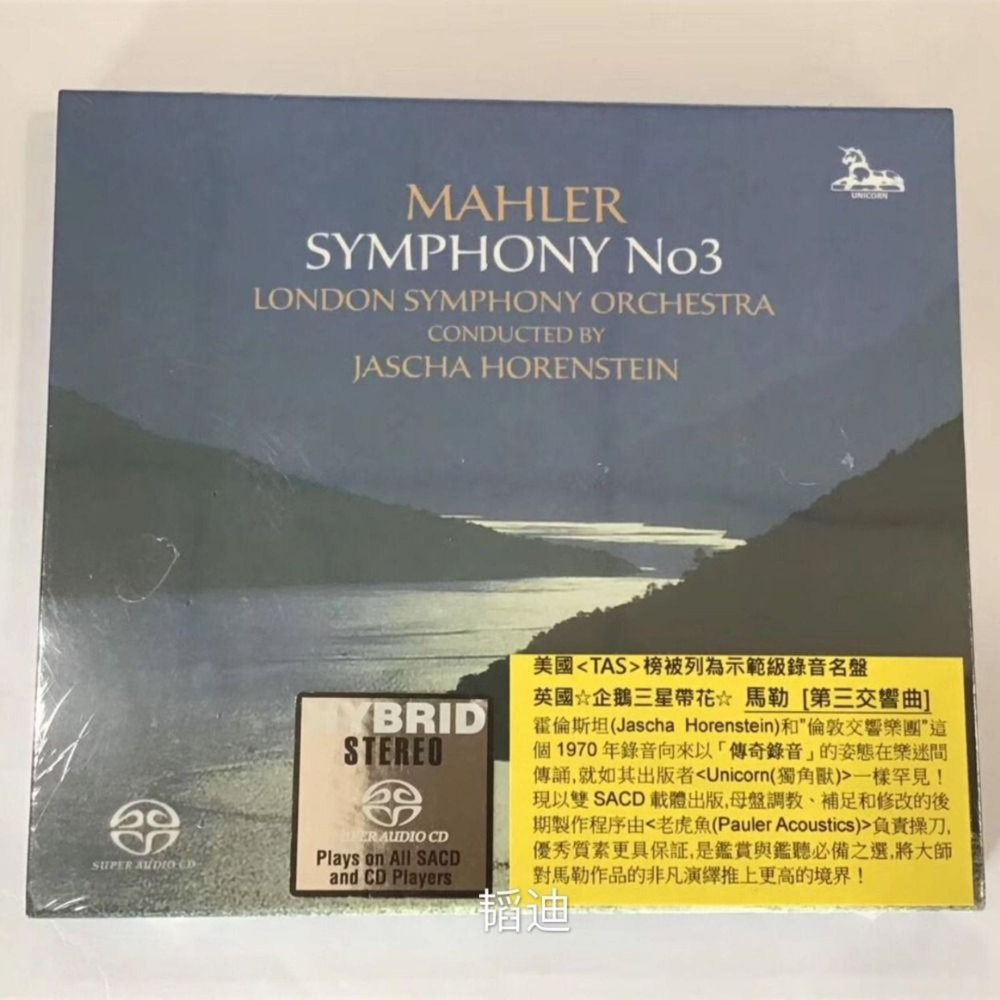 UNICORN
MAHLER
SYMPHONY No3
LONDON SYMPHONY ORCHESTRA
CONDUCTED BY
JASCHA HORENSTEIN
SUPER AUDIO CD
HYBRID
STEREO
SUPER AUDIO CD
Plays on All SACD
and CD Players
美國<TAS>榜被列為示範級錄音名盤
英國☆企鵝三星帶花☆ 馬勒 [第三交響曲]
霍倫斯坦(Jascha Horenstein)和"倫敦交響樂團"這
個 1970 年錄音向來以「傳奇錄音」的姿態在樂迷間
傳誦,就如其出版者<Unicorn(獨角獸)>一樣罕見！
現以雙 SACD 載體出版,母盤調教、補足和修改的後
期製作程序由<老虎魚(Pauler Acoustics)>負責操刀,
優秀質素更具保証,是鑑賞與鑑聽必備之選,將大師
對馬勒作品的非凡演繹推上更高的境界！
韬迪